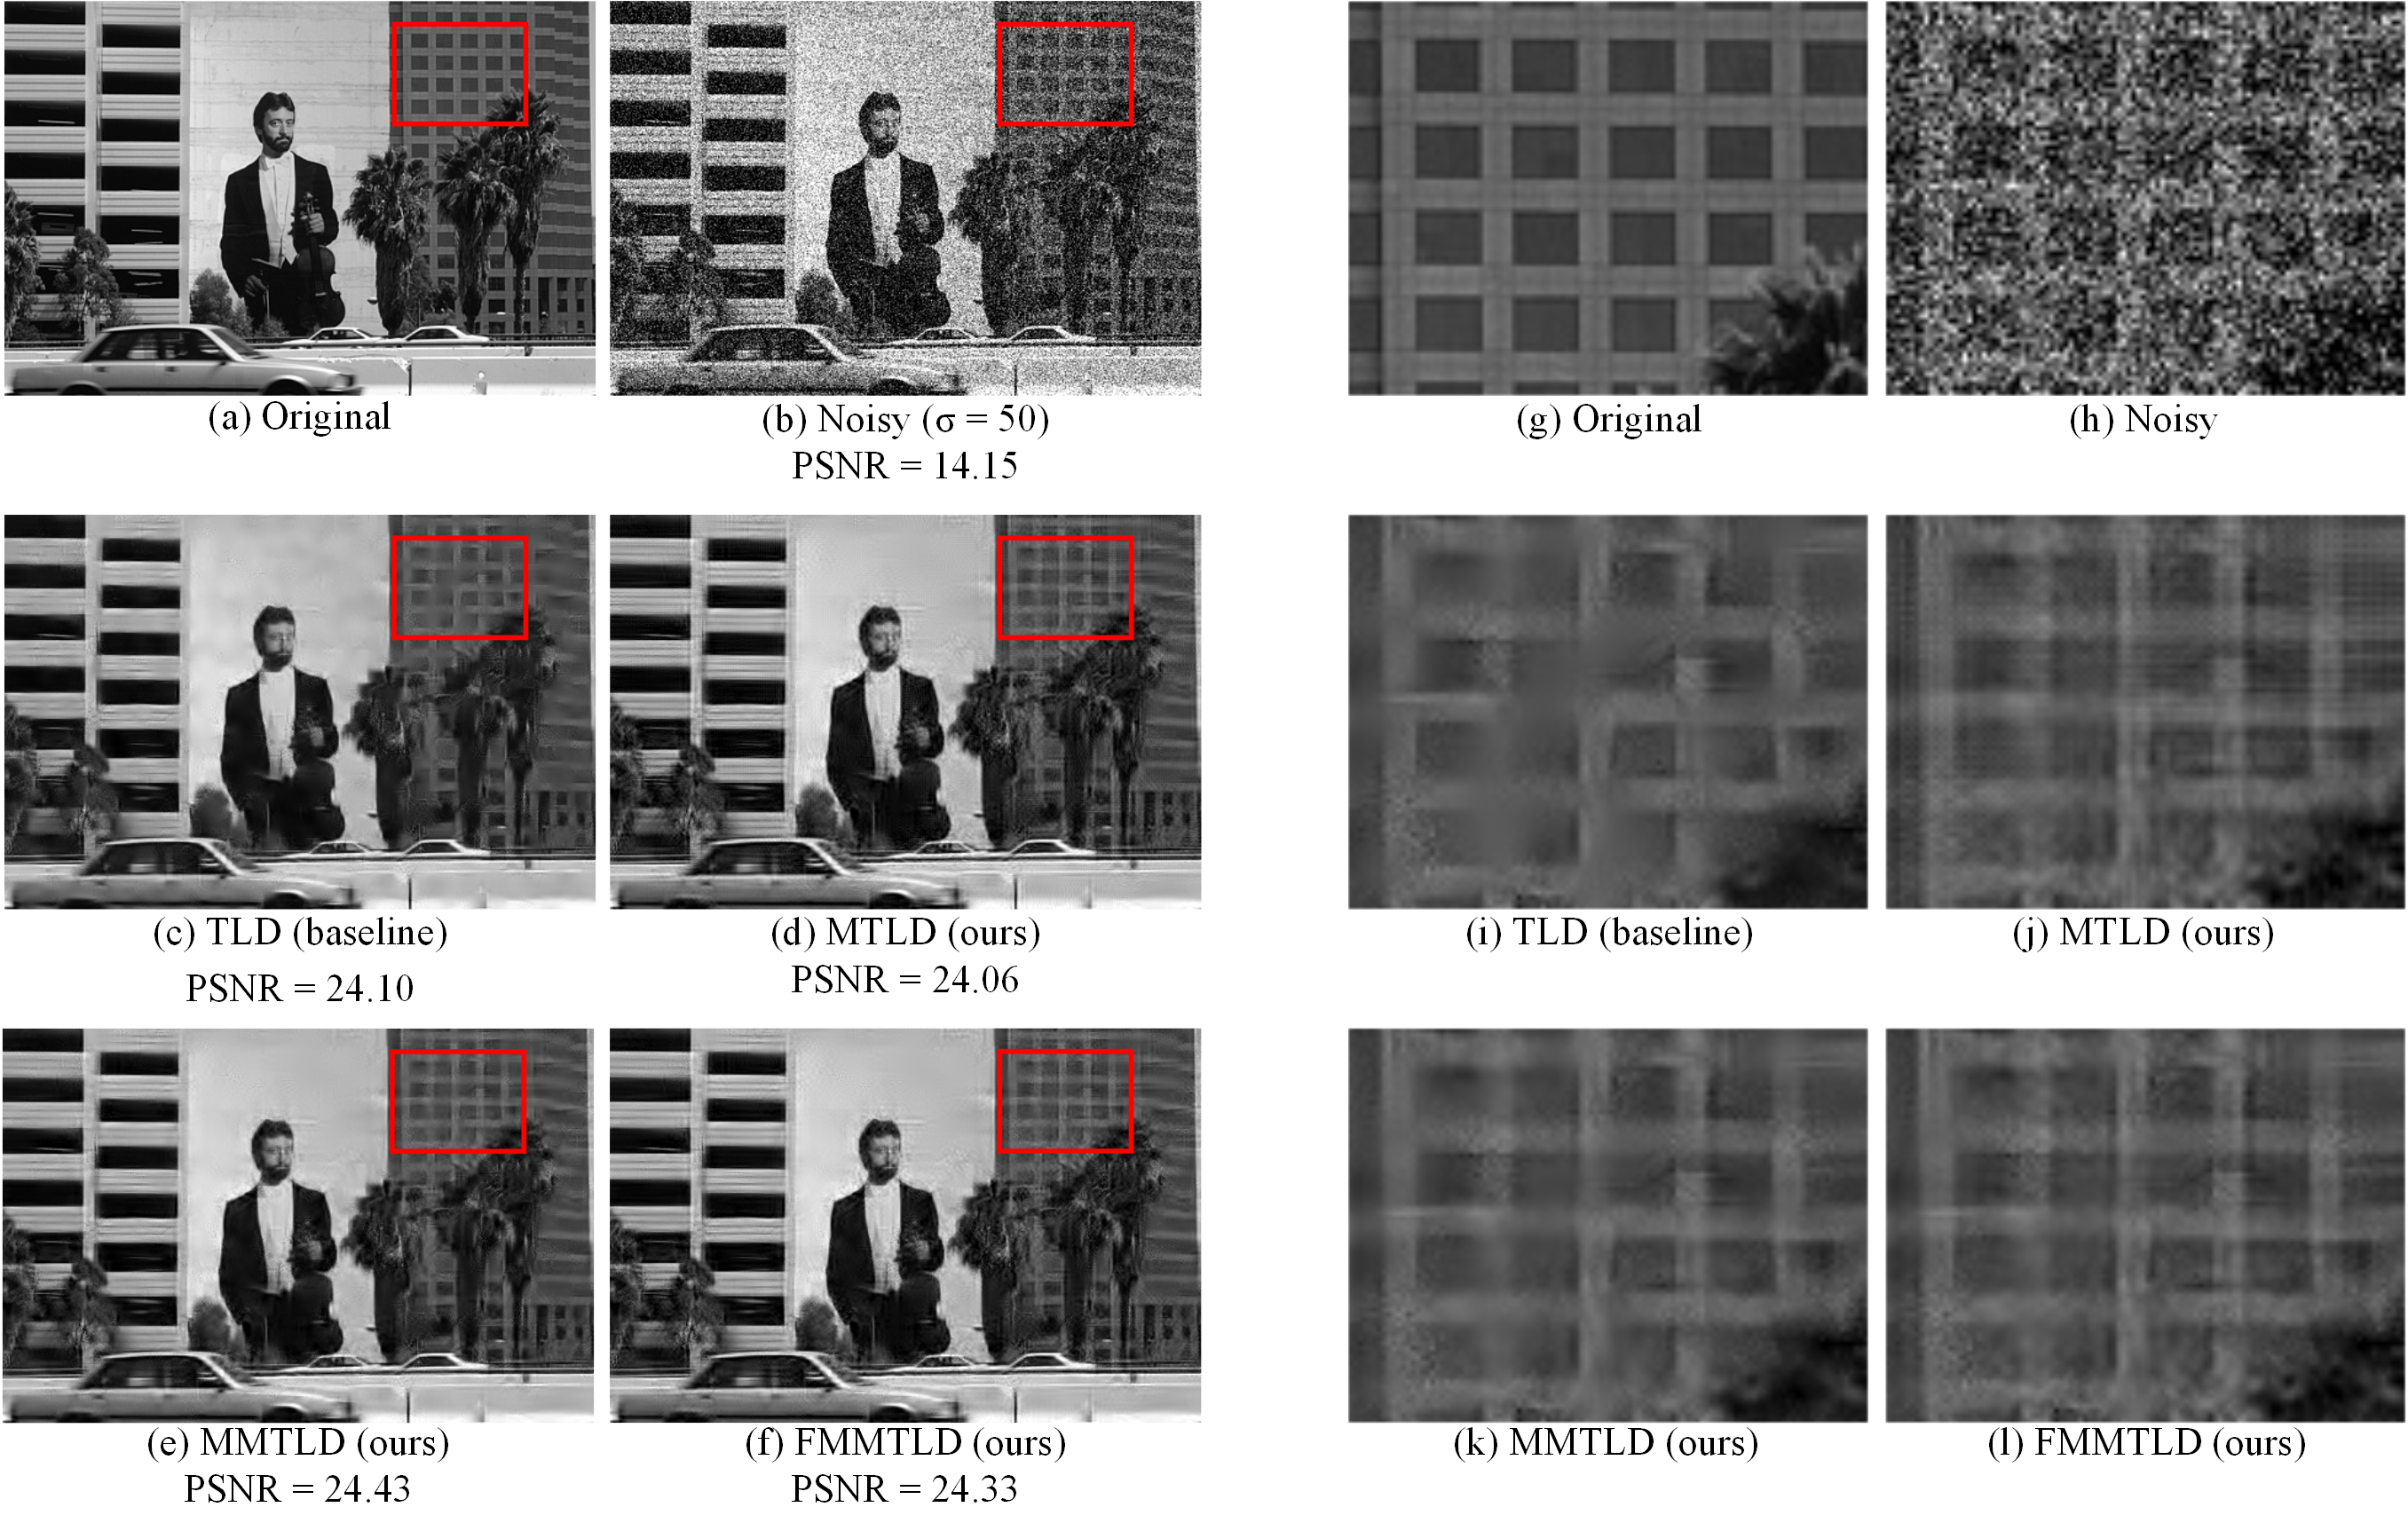 (a) Original
(b) Noisy (σ = 50)
PSNR = 14.15
(g) Original
(h) Noisy
(c) TLD (baseline)
PSNR = 24.10
(d) MTLD (ours)
PSNR = 24.06
(i) TLD (baseline)
(j) MTLD (ours)
(e) MMTLD (ours)
PSNR = 24.43
(f) FMMTLD (ours)
PSNR = 24.33
(k) MMTLD (ours)
(l) FMMTLD (ours)